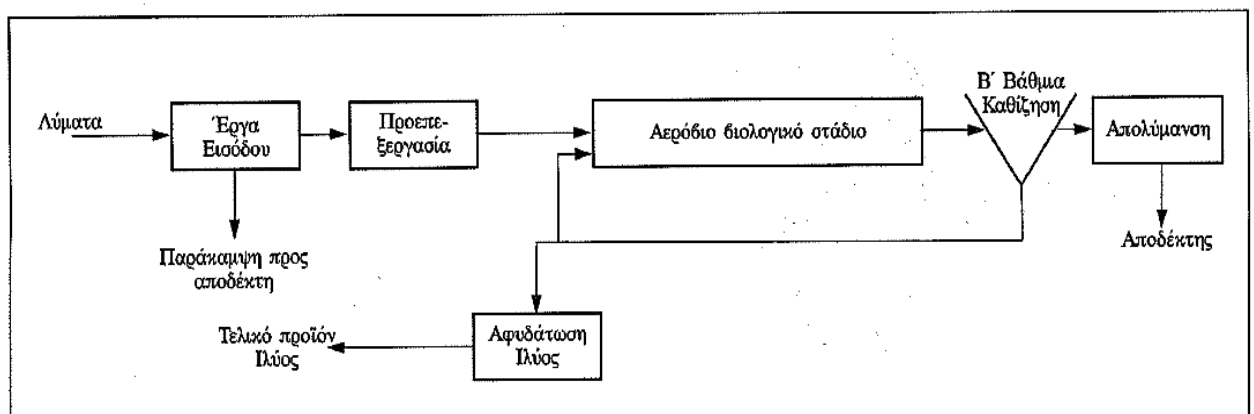 Λύματα
Έργα
Εισόδου
Προεπε-
ξεργασία
Αερόβιο βιολογικό στάδιο
Β΄ Βάθμια
Καθίζηση
Απολύμανση
Παράκαμψη προς
αποδέκτη
Αποδέκτης
Τελικό προϊόν
Ιλύος
Αφυδάτωση
Ιλύος